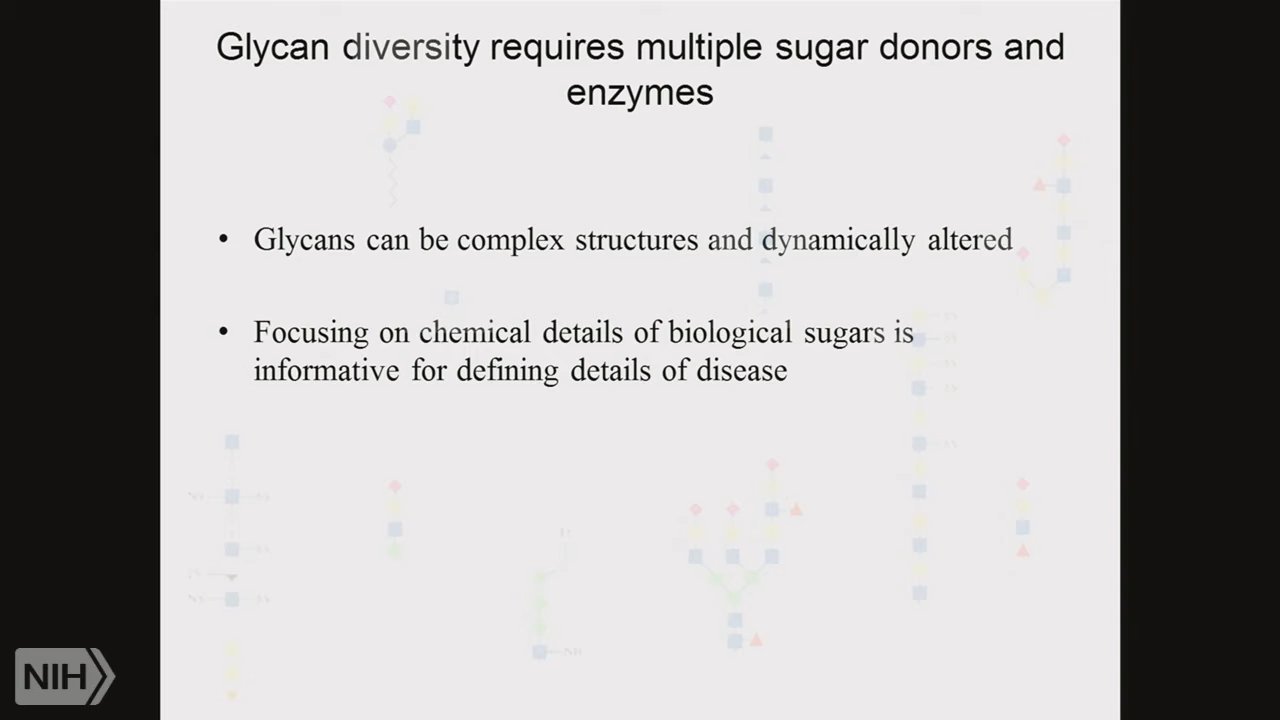 Glycan diversity requires multiple sugar donors and
enzymes
• Glycans can be complex structures and dynamically altered
• Focusing on chemical details of biological sugars is
informative for defining details of disease
NIH